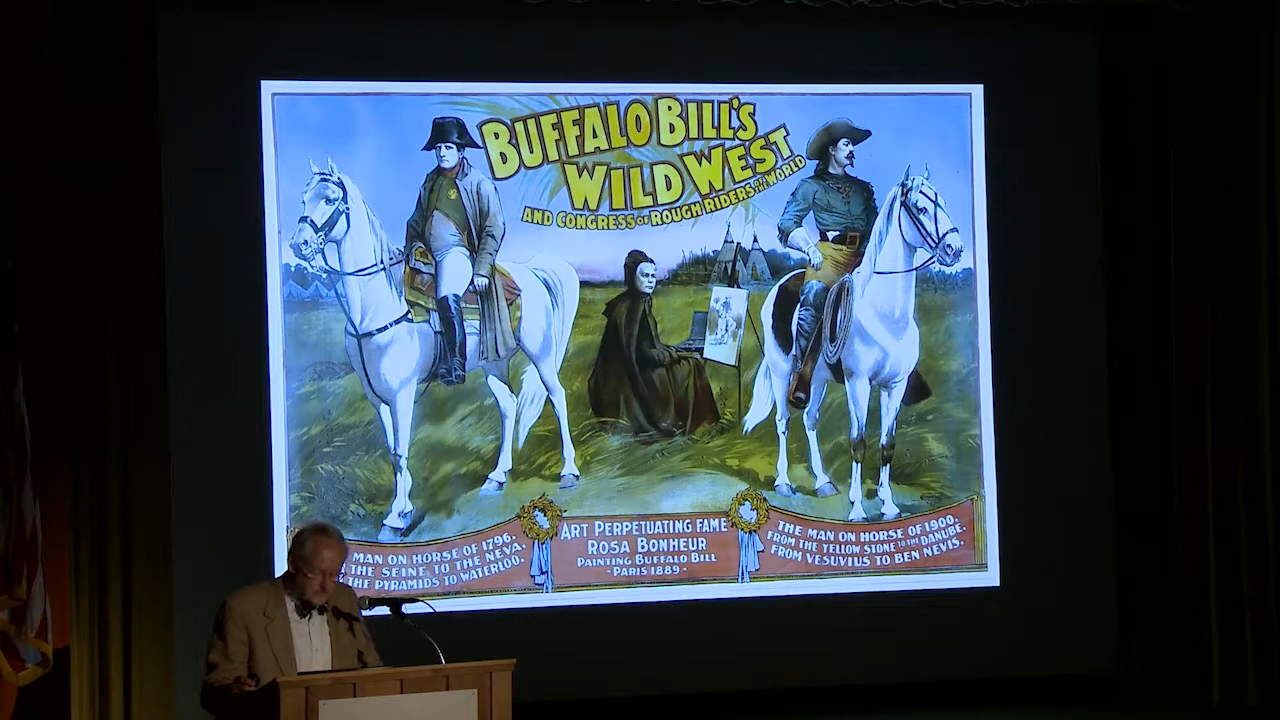 BUFFALO BILL'S
WILD WEST
AND CONGRESS OF ROUGH RIDERS OF THE WORLD
MAN ON HORSE OF 1796.
THE SEINE TO THE NEVA.
THE PYRAMIDS TO WATERLOO.
ART PERPETUATING FAME
ROSA BONHEUR
PAINTING BUFFALO BILL
- PARIS 1889 -
THE MAN ON HORSE OF 1900.
FROM THE YELLOW STONE TO THE DANUBE.
FROM VESUVIUS TO BEN NEVIS.